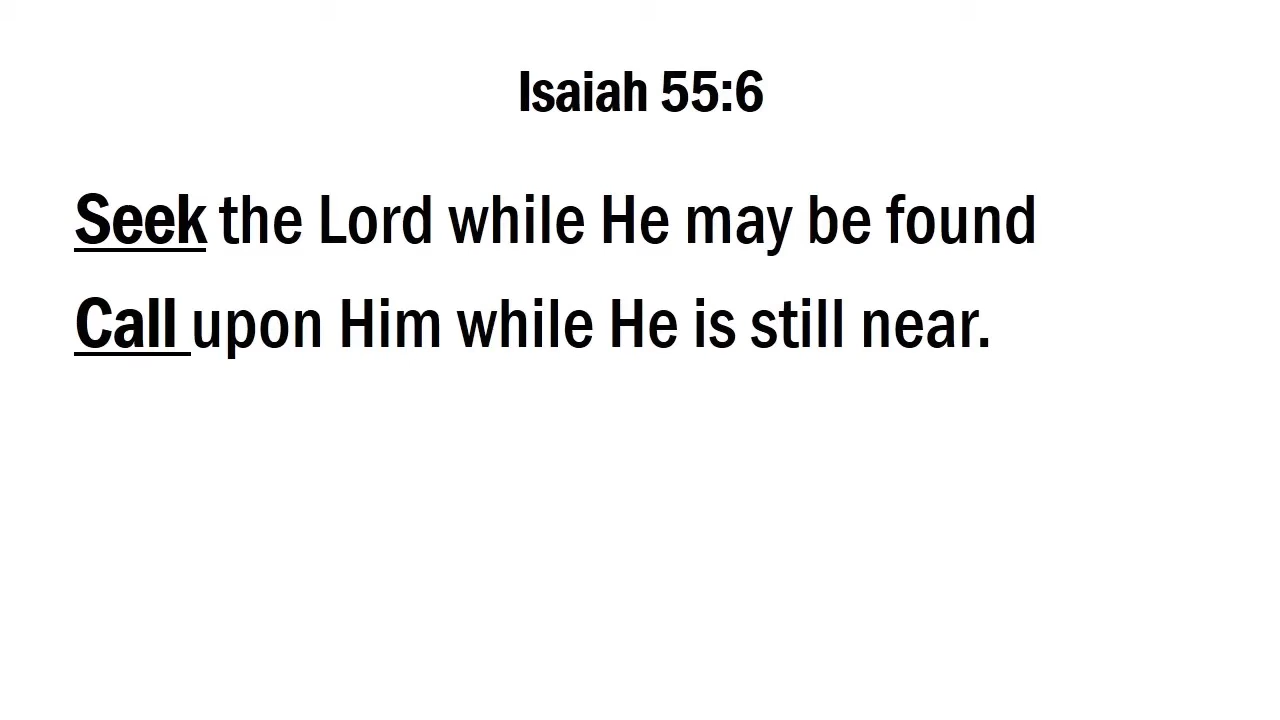 Isaiah 55:6
Seek the Lord while He may be found
Call upon Him while He is still near.